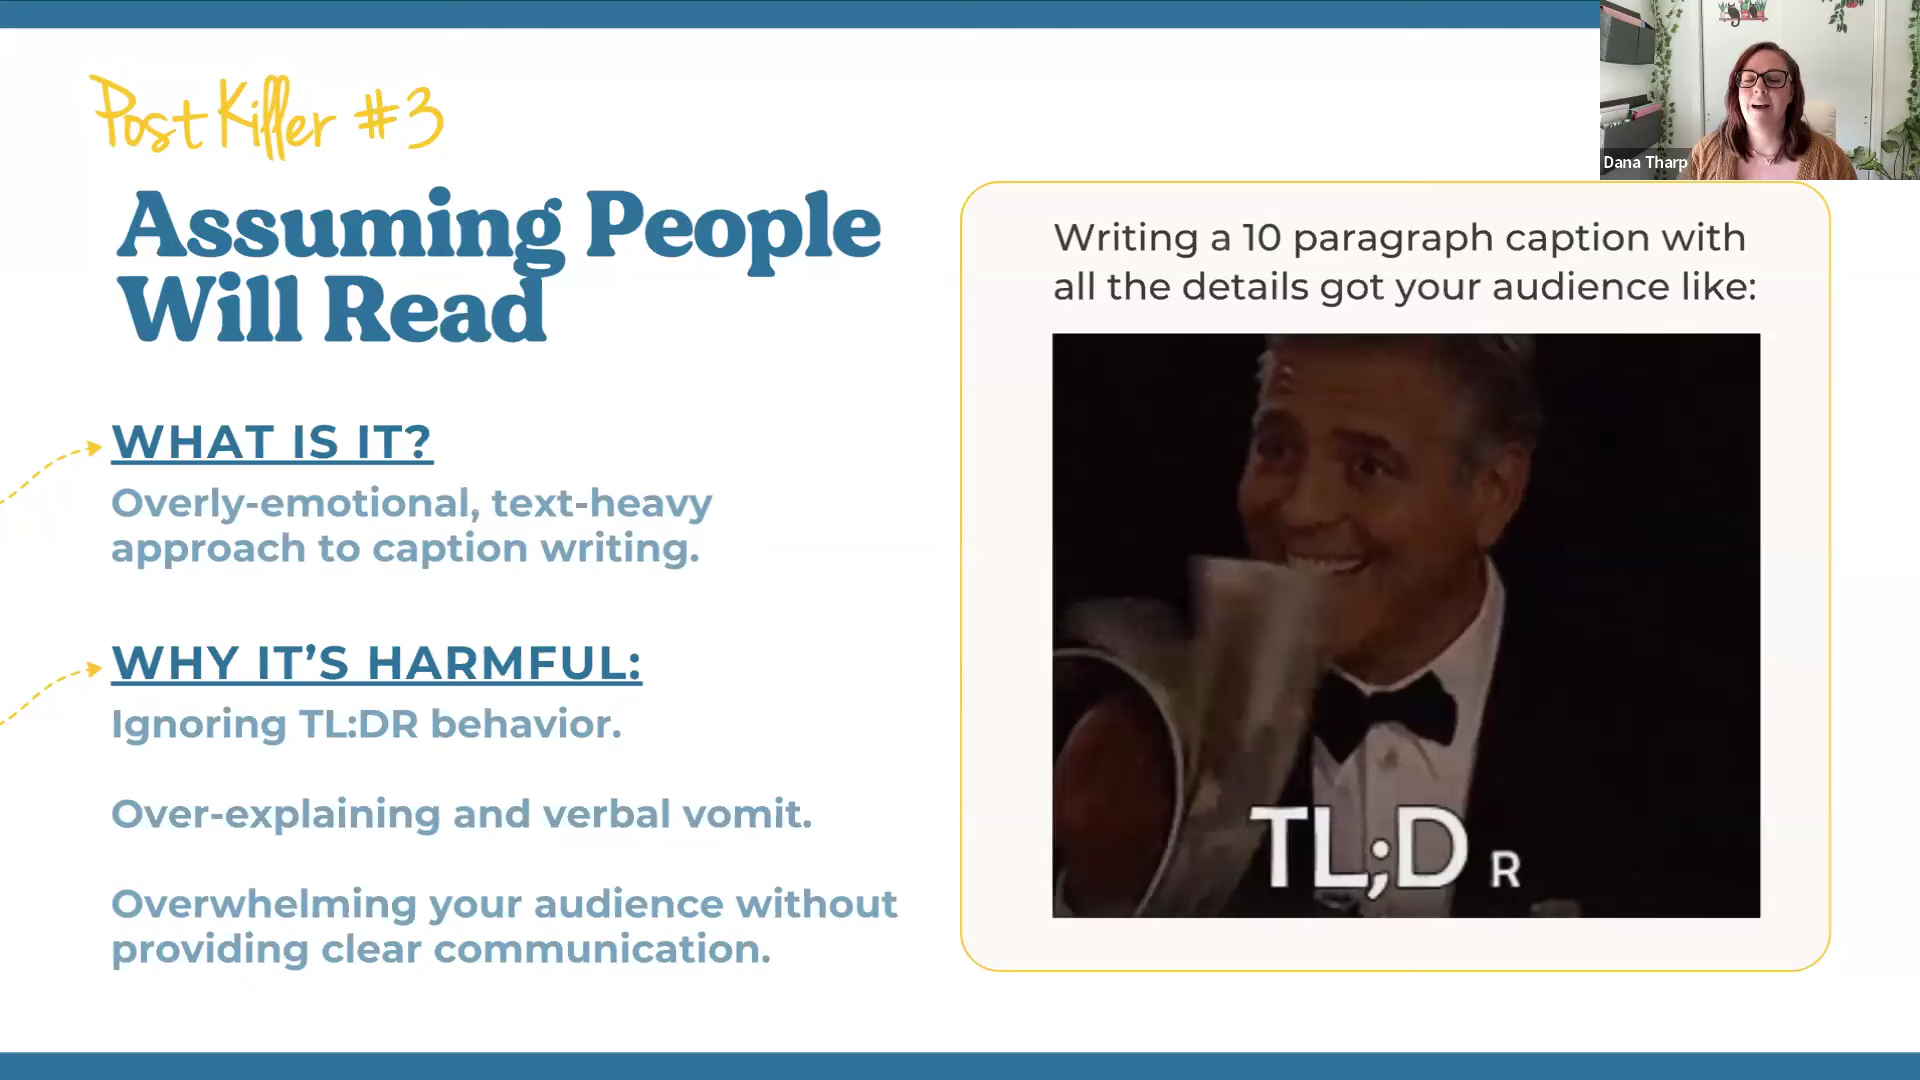 Post Killer #3
Assuming People
Will Read
WHAT IS IT?
Overly-emotional, text-heavy
approach to caption writing.
WHY IT’S HARMFUL:
Ignoring TL:DR behavior.
Over-explaining and verbal vomit.
Overwhelming your audience without
providing clear communication.
Dana Tharp
Writing a 10 paragraph caption with
all the details got your audience like:
TL;D R